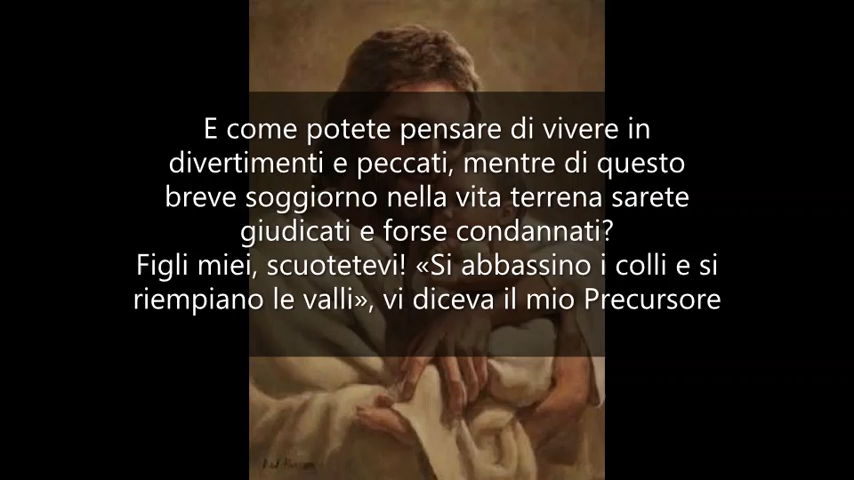 E come potete pensare di vivere in
divertimenti e peccati, mentre di questo
breve soggiorno nella vita terrena sarete
giudicati e forse condannati?
Figli miei, scuotetevi! «Si abbassino i colli e si
riempiano le valli», vi diceva il mio Precursore